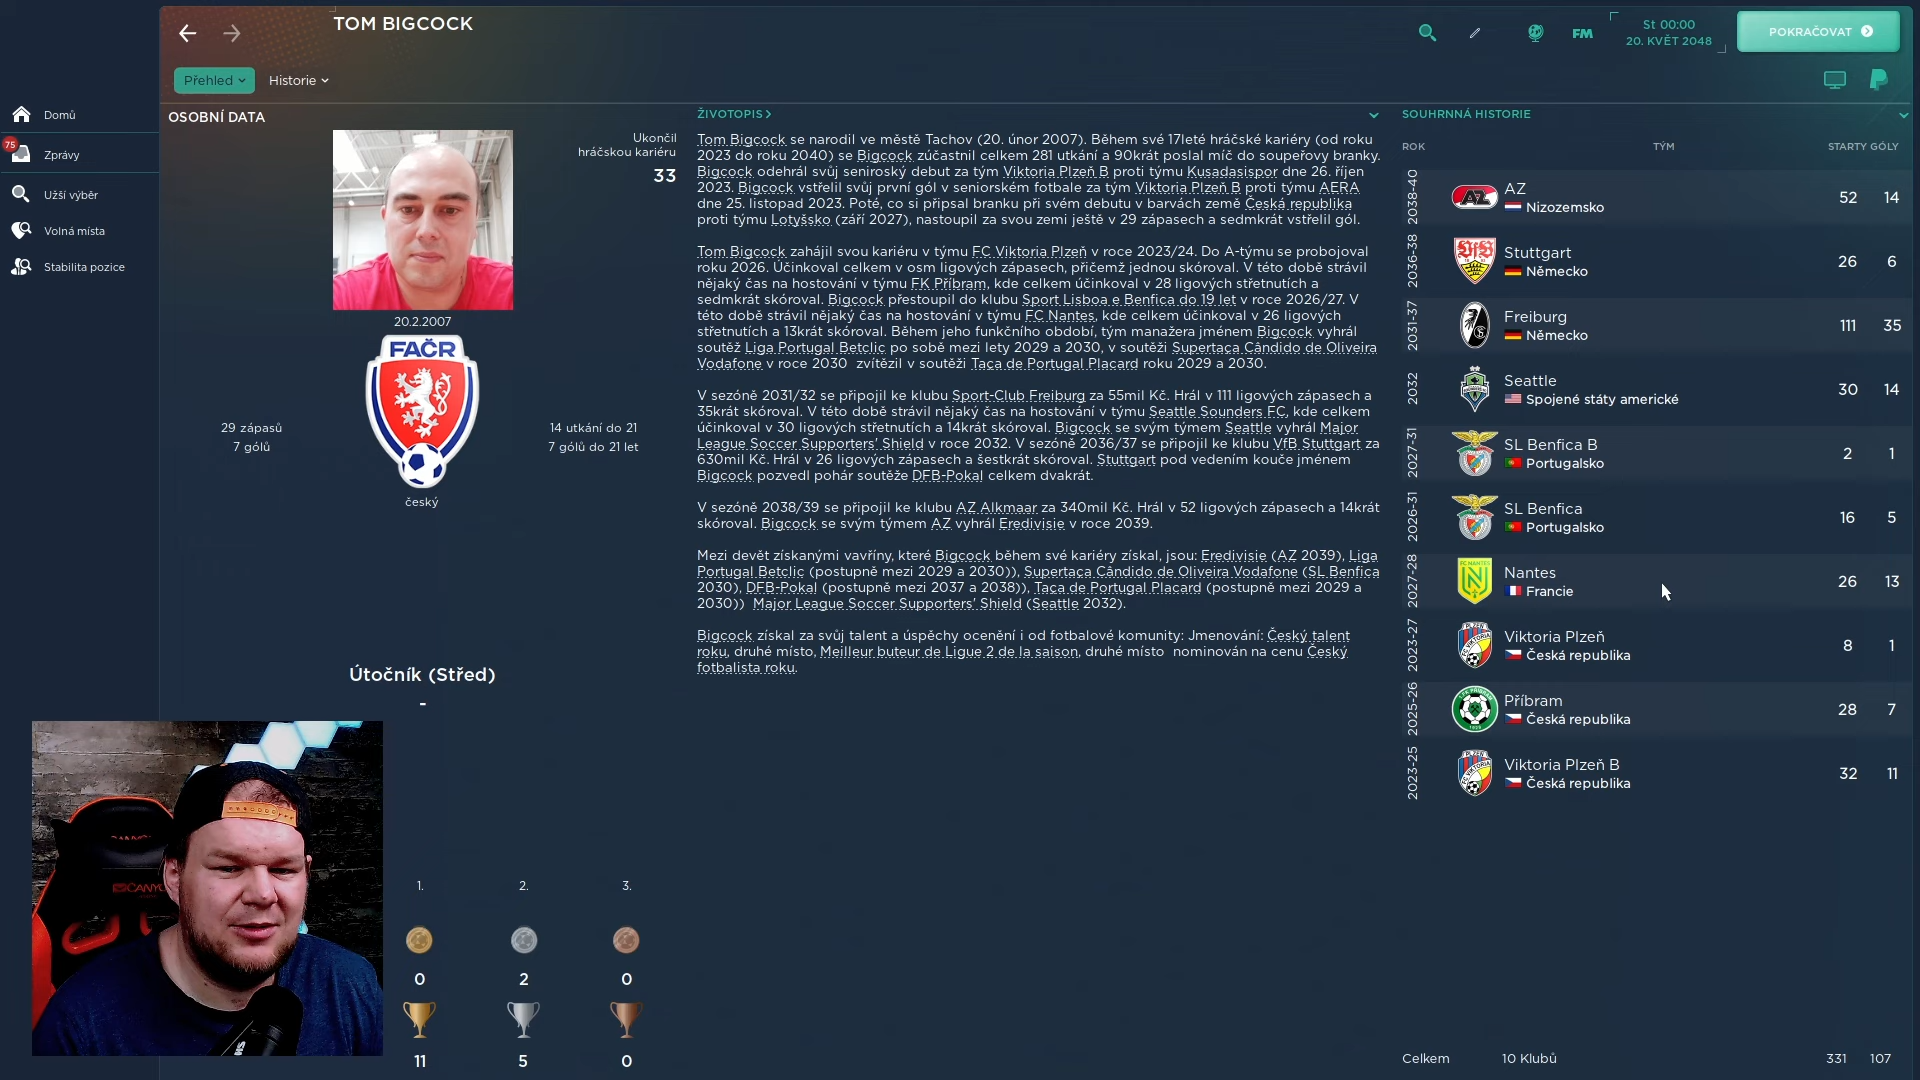 TOM BIGCOCK
FM
St 00:00
20. KVĚT 2048
POKRAČOVAT
Přehled
Historie
Domů
75
Zprávy
Užší výběr
Volná místa
Stabilita pozice
OSOBNÍ DATA
Ukončil
hráčskou kariéru
33
20.2.2007
FAČR
29 zápasů
7 gólů
14 utkání do 21
7 gólů do 21 let
český
Útočník (Střed)
-
1. 2. 3.
0 2 0
11 5 0
ŽIVOTOPIS
Tom Bigcock se narodil ve městě Tachov (20. únor 2007). Během své 17leté hráčské kariéry (od roku
2023 do roku 2040) se Bigcock zúčastnil celkem 281 utkání a 90krát poslal míč do soupeřovy branky.
Bigcock odehrál svůj seniroský debut za tým Viktoria Plzeň B proti týmu Kusadasispor dne 26. říjen
2023. Bigcock vstřelil svůj první gól v seniorském fotbale za tým Viktoria Plzeň B proti týmu AERA
dne 25. listopad 2023. Poté, co si připsal branku při svém debutu v barvách země Česká republika
proti týmu Lotyšsko (září 2027), nastoupil za svou zemi ještě v 29 zápasech a sedmkrát vstřelil gól.
Tom Bigcock zahájil svou kariéru v týmu FC Viktoria Plzeň v roce 2023/24. Do A-týmu se probojoval
roku 2026. Účinkoval celkem v osm ligových zápasech, přičemž jednou skóroval. V této době strávil
nějaký čas na hostování v týmu FK Příbram, kde celkem účinkoval v 28 ligových střetnutích a
sedmkrát skóroval. Bigcock přestoupil do klubu Sport Lisboa e Benfica do 19 let v roce 2026/27. V
této době strávil nějaký čas na hostování v týmu FC Nantes, kde celkem účinkoval v 26 ligových
střetnutích a 13krát skóroval. Během jeho funkčního období, tým manažera jménem Bigcock vyhrál
soutěž Liga Portugal Betclic po sobě mezi lety 2029 a 2030, v soutěži Supertaça Cândido de Oliveira
Vodafone v roce 2030  zvítězil v soutěži Taça de Portugal Placard roku 2029 a 2030.
V sezóně 2031/32 se připojil ke klubu Sport-Club Freiburg za 55mil Kč. Hrál v 111 ligových zápasech a
35krát skóroval. V této době strávil nějaký čas na hostování v týmu Seattle Sounders FC, kde celkem
účinkoval v 30 ligových střetnutích a 14krát skóroval. Bigcock se svým týmem Seattle vyhrál Major
League Soccer Supporters' Shield v roce 2032. V sezóně 2036/37 se připojil ke klubu VfB Stuttgart za
630mil Kč. Hrál v 26 ligových zápasech a šestkrát skóroval. Stuttgart pod vedením kouče jménem
Bigcock pozvedl pohár soutěže DFB-Pokal celkem dvakrát.
V sezóně 2038/39 se připojil ke klubu AZ Alkmaar za 340mil Kč. Hrál v 52 ligových zápasech a 14krát
skóroval. Bigcock se svým týmem AZ vyhrál Eredivisie v roce 2039.
Mezi devět získanými vavříny, které Bigcock během své kariéry získal, jsou: Eredivisie (AZ 2039), Liga
Portugal Betclic (postupně mezi 2029 a 2030)), Supertaça Cândido de Oliveira Vodafone (SL Benfica
2030), DFB-Pokal (postupně mezi 2037 a 2038)), Taça de Portugal Placard (postupně mezi 2029 a
2030))  Major League Soccer Supporters' Shield (Seattle 2032).
Bigcock získal za svůj talent a úspěchy ocenění i od fotbalové komunity: Jmenování: Český talent
roku, druhé místo, Meilleur buteur de Ligue 2 de la saison, druhé místo  nominován na cenu Český
fotbalista roku.
SOUHRNNÁ HISTORIE
ROK TÝM STARTY GÓLY
2038-40 AZ 52 14
Nizozemsko
2036-38 Stuttgart 26 6
Německo
2031-37 Freiburg 111 35
Německo
2032 Seattle 30 14
Spojené státy americké
2027-31 SL Benfica B 2 1
Portugalsko
2026-31 SL Benfica 16 5
Portugalsko
2027-28 Nantes 26 13
Francie
2023-27 Viktoria Plzeň 8 1
Česká republika
2025-26 Příbram 28 7
Česká republika
2023-25 Viktoria Plzeň B 32 11
Česká republika
Celkem 10 Klubů 331 107